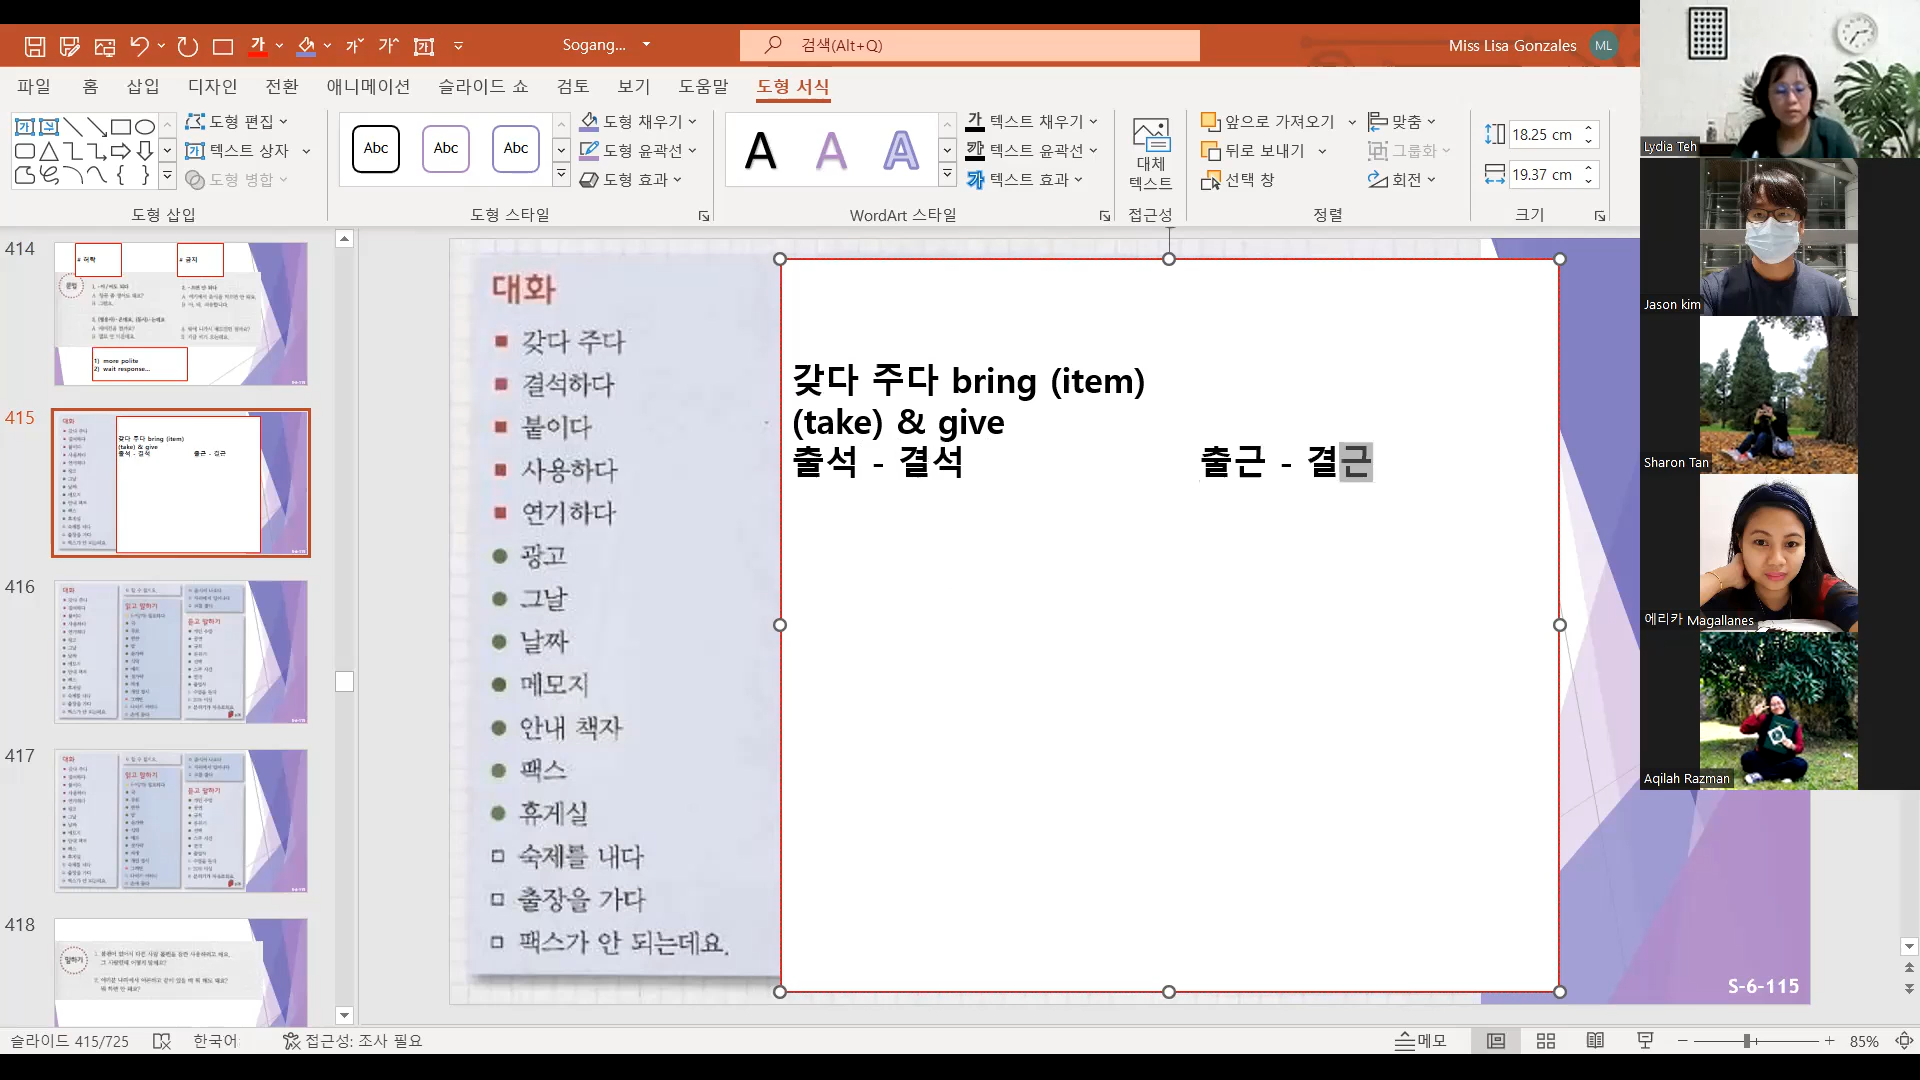 Sogang...
검색(Alt+Q)
Miss Lisa Gonzales
ML
파일 홈 삽입 디자인 전환 애니메이션 슬라이드 쇼 검토 보기 도움말 도형 서식
도형 편집
텍스트 상자
도형 병합
도형 삽입
Abc Abc Abc
도형 채우기
도형 윤곽선
도형 효과
도형 스타일
A A A
텍스트 채우기
텍스트 윤곽선
텍스트 효과
WordArt 스타일
대체
텍스트
접근성
앞으로 가져오기
뒤로 보내기
선택 창
맞춤
그룹화
회전
정렬
18.25 cm
19.37 cm
크기
414
# 허락
# 금지
1) more polite
2) wait response...
415
416
417
418
대화
갖다 주다
결석하다
붙이다
사용하다
연기하다
광고
그날
날짜
메모지
안내 책자
팩스
휴게실
숙제를 내다
출장을 가다
팩스가 안 되는데요.
갖다 주다 bring (item)
(take) & give
출석 - 결석 출근 - 결근
S-6-115
Lydia Teh
Jason kim
Sharon Tan
에리카 Magallanes
Aqilah Razman
슬라이드 415/725
한국어
접근성: 조사 필요
메모
85%